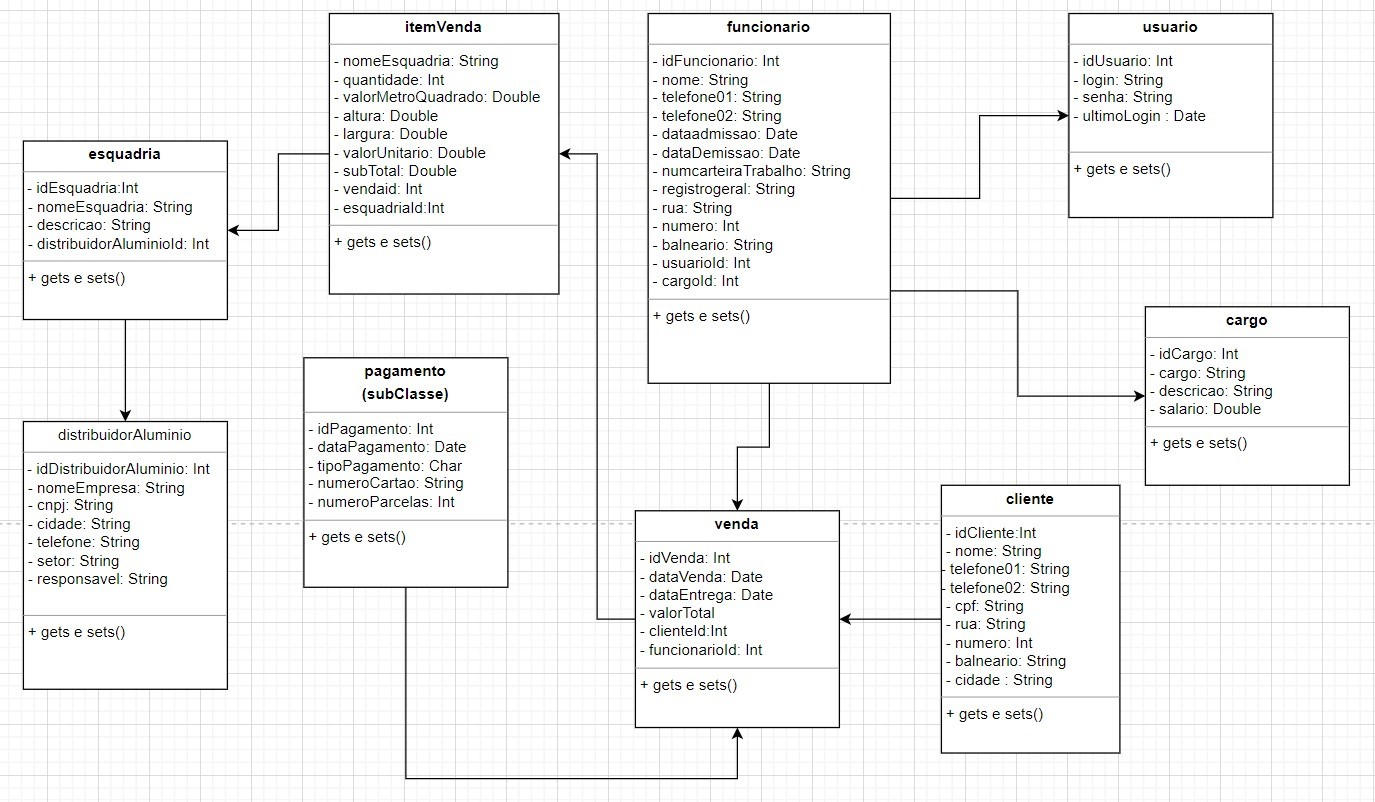 itemVenda
- nomeEsquadria: String
- quantidade: Int
- valorMetroQuadrado: Double
- altura: Double
- largura: Double
- valorUnitario: Double
- subTotal: Double
- vendaid: Int
- esquadriaId:Int
+ gets e sets()
funcionario
- idFuncionario: Int
- nome: String
- telefone01: String
- telefone02: String
- dataadmissao: Date
- dataDemissao: Date
- numcarteiraTrabalho: String
- registrogeral: String
- rua: String
- numero: Int
- balneario: String
- usuarioId: Int
- cargoId: Int
+ gets e sets()
usuario
- idUsuario: Int
- login: String
- senha: String
- ultimoLogin : Date
+ gets e sets()
esquadria
- idEsquadria:Int
- nomeEsquadria: String
- descricao: String
- distribuidorAluminioId: Int
+ gets e sets()
cargo
- idCargo: Int
- cargo: String
- descricao: String
- salario: Double
+ gets e sets()
pagamento
(subClasse)
- idPagamento: Int
- dataPagamento: Date
- tipoPagamento: Char
- numeroCartao: String
- numeroParcelas: Int
+ gets e sets()
distribuidorAluminio
- idDistribuidorAluminio: Int
- nomeEmpresa: String
- cnpj: String
- cidade: String
- telefone: String
- setor: String
- responsavel: String
+ gets e sets()
venda
- idVenda: Int
- dataVenda: Date
- dataEntrega: Date
- valorTotal
- clienteId:Int
- funcionarioId: Int
+ gets e sets()
cliente
- idCliente:Int
- nome: String
- telefone01: String
- telefone02: String
- cpf: String
- rua: String
- numero: Int
- balneario: String
- cidade : String
+ gets e sets()